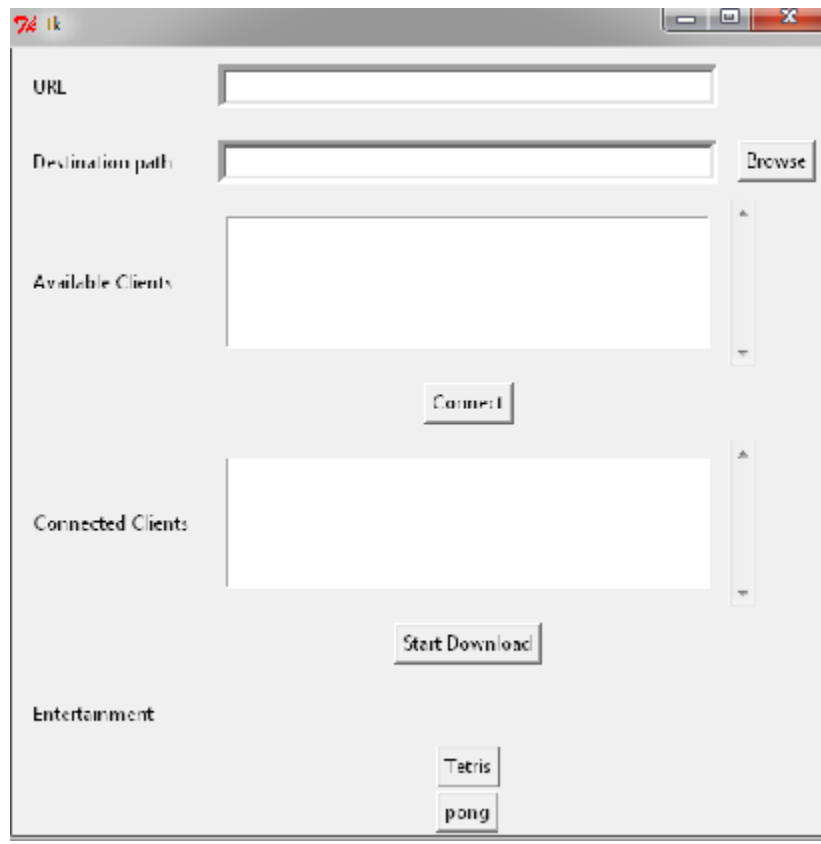 tk
URL
Destination path
Browse
Available Clients
Connect
Connected Clients
Start Download
Entertainment
Tetris
pong